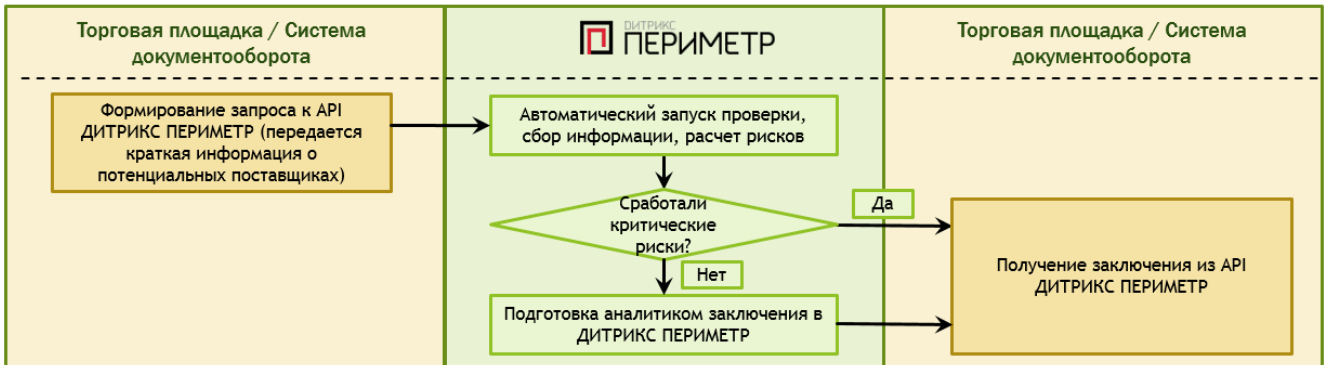 Торговая площадка / Система
документооборота
ДИТРИКС
ПЕРИМЕТР
Торговая площадка / Система
документооборота
Формирование запроса к API
ДИТРИКС ПЕРИМЕТР (передается
краткая информация о
потенциальных поставщиках)
Автоматический запуск проверки,
сбор информации, расчет рисков
Сработали
критические
риски?
Да
Нет
Подготовка аналитиком заключения в
ДИТРИКС ПЕРИМЕТР
Получение заключения из API
ДИТРИКС ПЕРИМЕТР